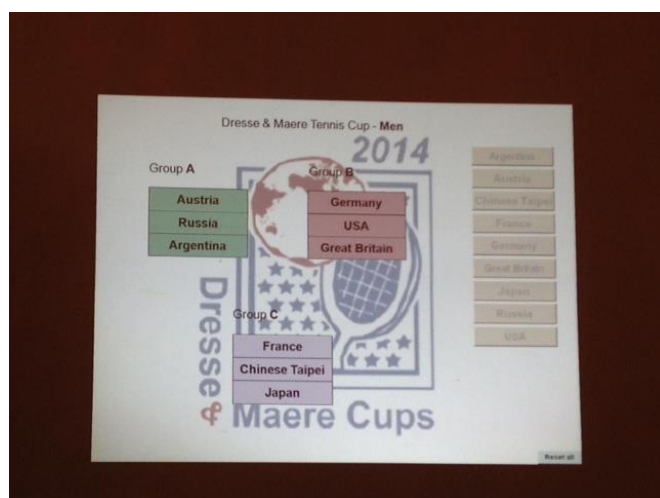 Dresse & Maere Tennis Cup - Men
2014
Group A
Austria
Russia
Argentina
Group B
Germany
USA
Great Britain
Group C
France
Chinese Taipei
Japan
Dresse
& Maere Cups
Argentina
Austria
Chinese Taipei
France
Germany
Great Britain
Japan
Russia
USA
Reset all